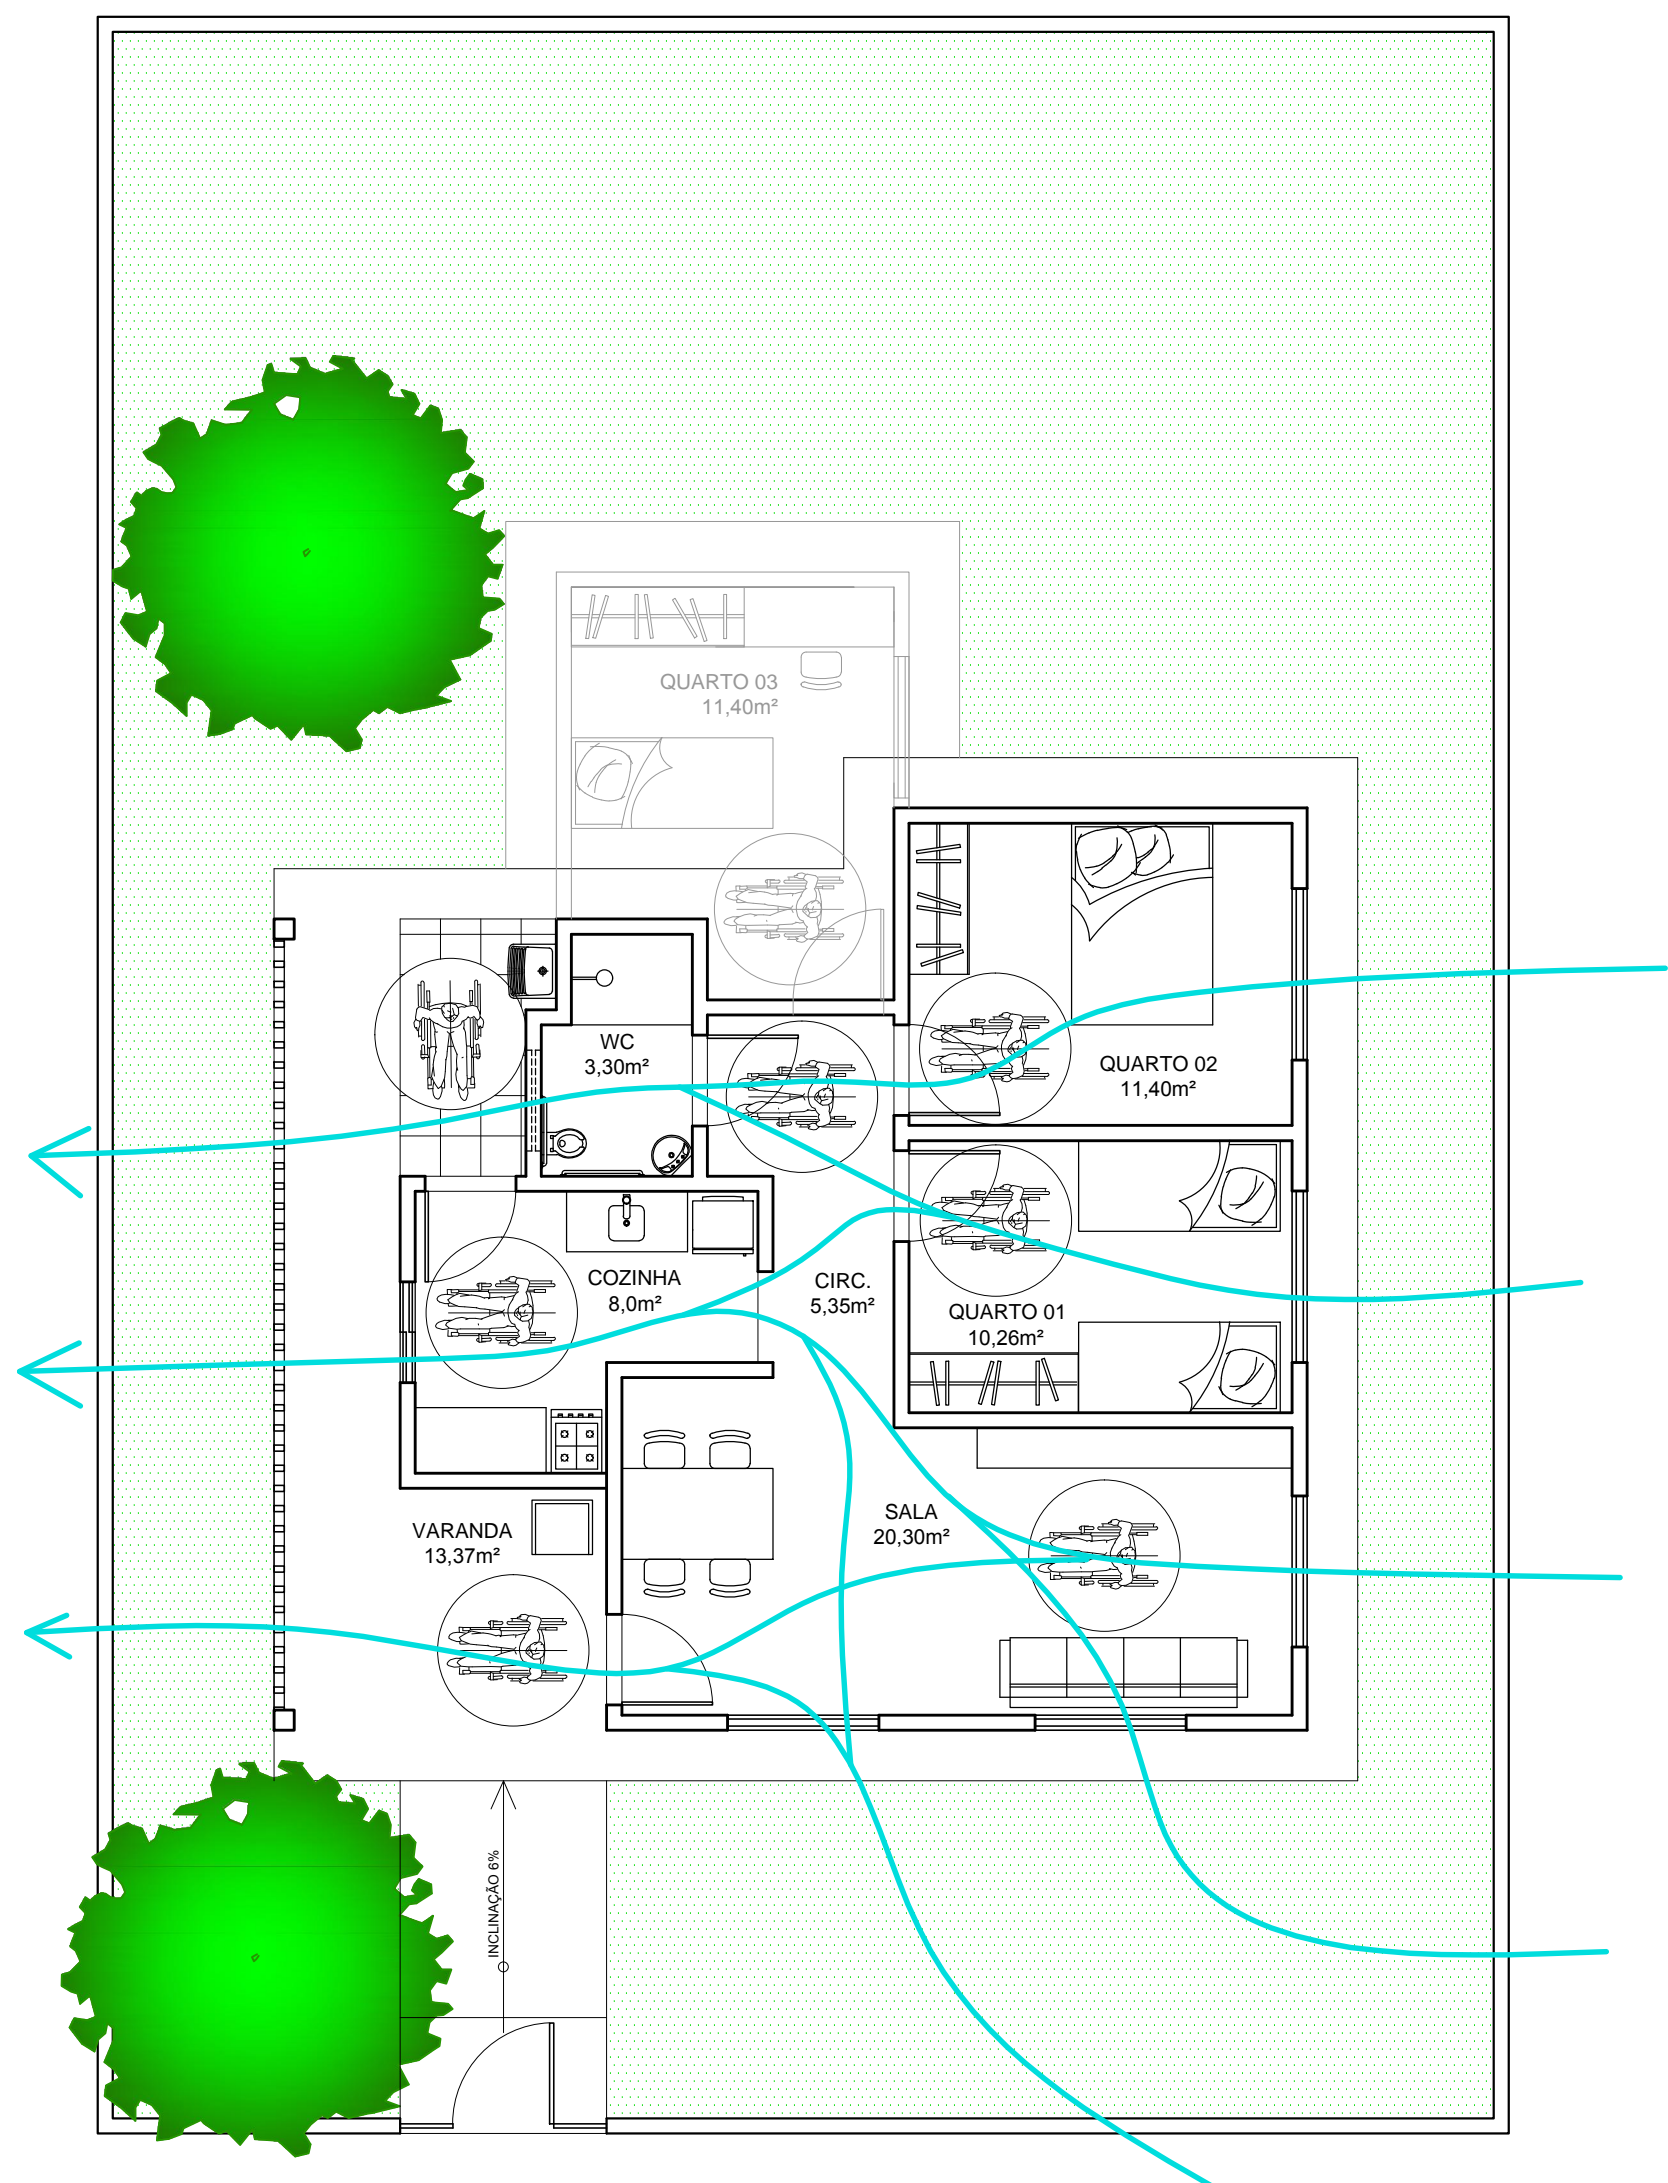 QUARTO 03
11,40m²
WC
3,30m²
QUARTO 02
11,40m²
COZINHA
8,0m²
CIRC.
5,35m²
QUARTO 01
10,26m²
SALA
20,30m²
VARANDA
13,37m²
INCLINAÇÃO 6%